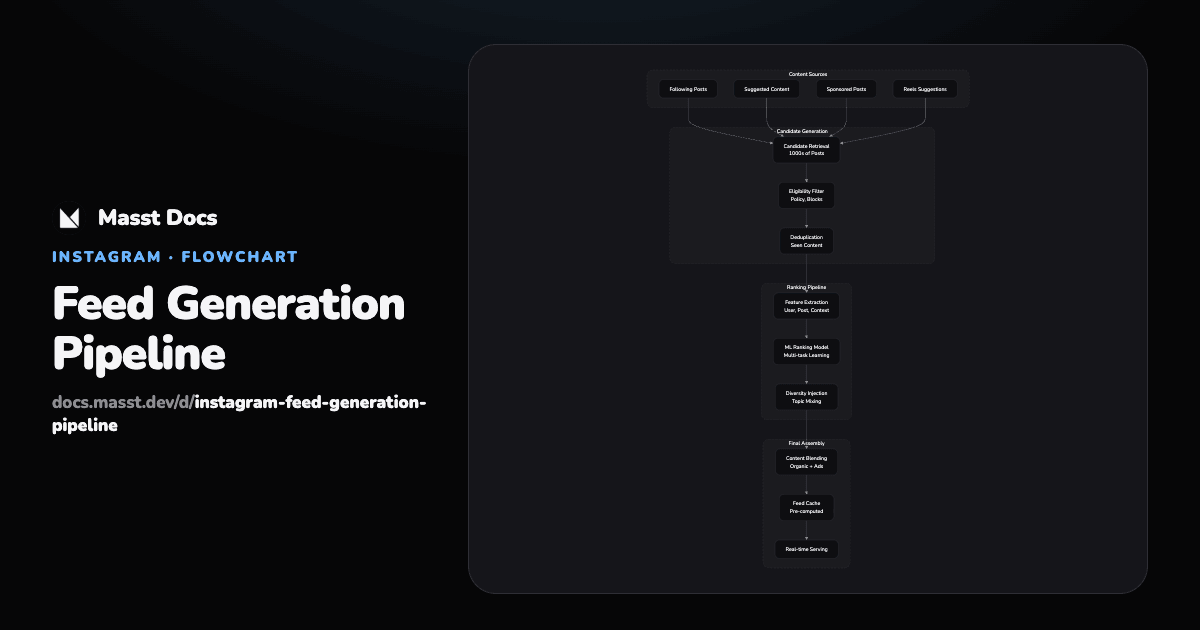 Masst Docs
INSTAGRAM · FLOWCHART
Feed Generation
Pipeline
docs.masst.dev/d/instagram-feed-generation-
pipeline
Content Sources
Following Posts
Suggested Content
Sponsored Posts
Reels Suggestions
Candidate Generation
Candidate Retrieval
1000s of Posts
Eligibility Filter
Policy, Blocks
Deduplication
Seen Content
Ranking Pipeline
Feature Extraction
User, Post, Context
ML Ranking Model
Multi-task Learning
Diversity Injection
Topic Mixing
Final Assembly
Content Blending
Organic + Ads
Feed Cache
Pre-computed
Real-time Serving